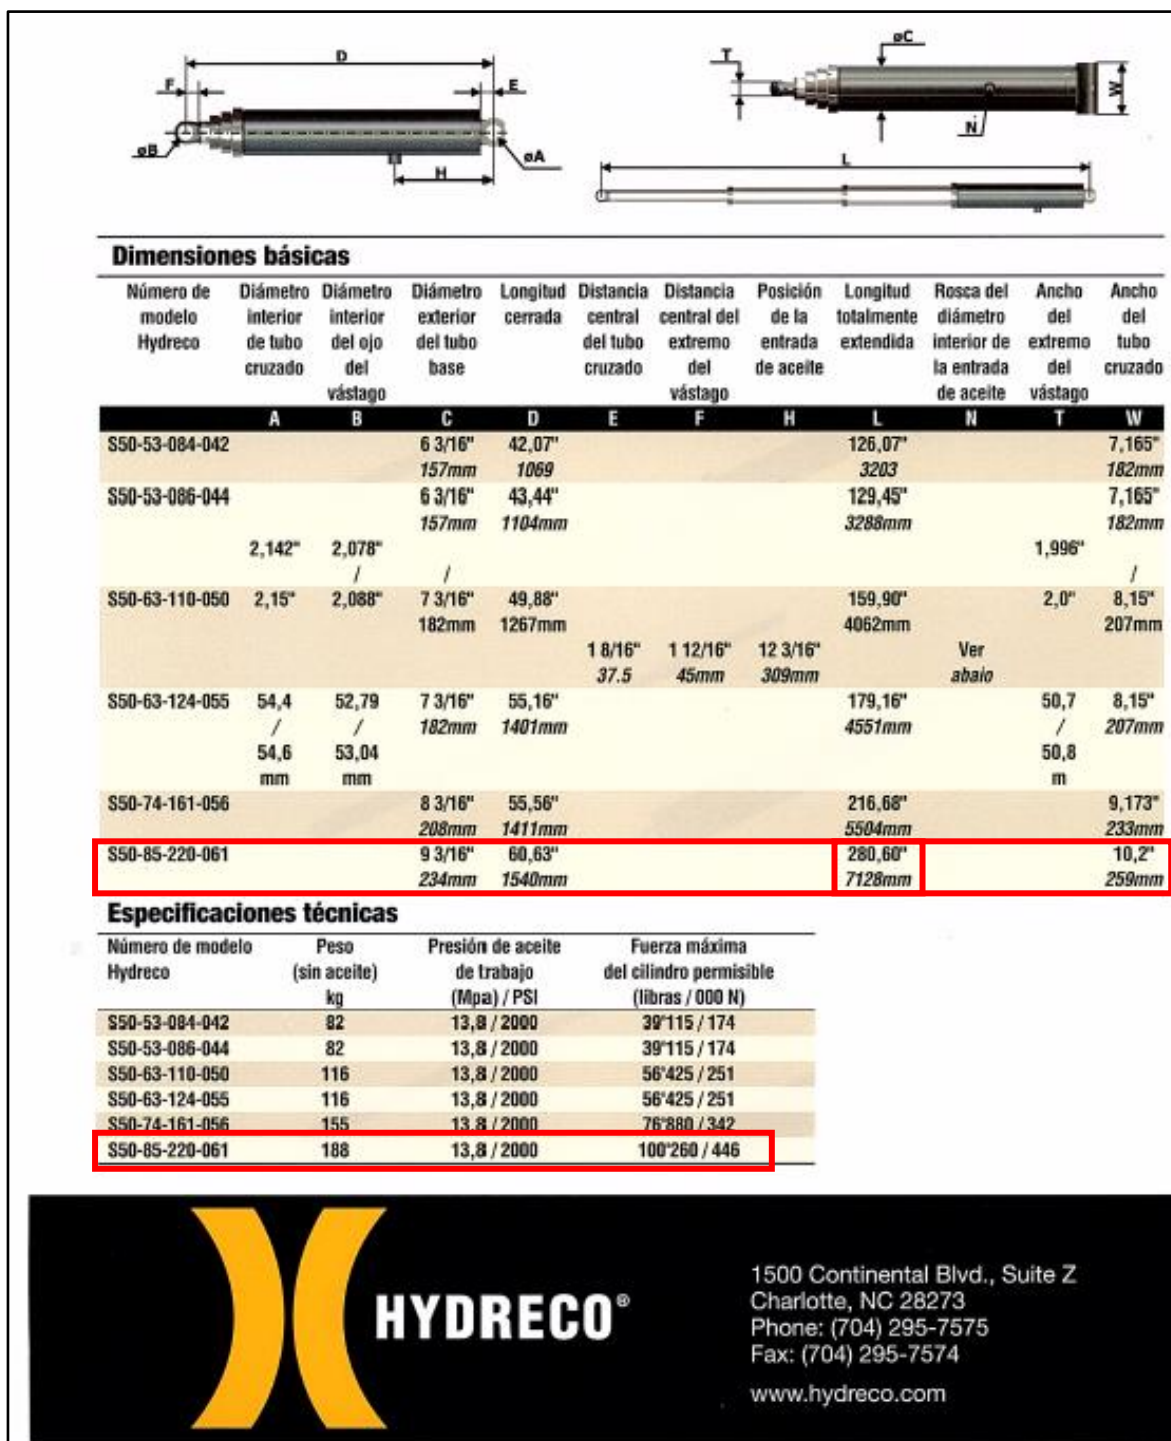 D
F
E
øB
øA
H
øC
T
W
N
L
Dimensiones básicas
Número de modelo Hydreco
Diámetro interior de tubo cruzado
Diámetro interior del ojo del vástago
Diámetro exterior del tubo base
Longitud cerrada
Distancia central del tubo cruzado
Distancia central del extremo del vástago
Posición de la entrada de aceite
Longitud totalmente extendida
Rosca del diámetro interior de la entrada de aceite
Ancho del extremo del vástago
Ancho del tubo cruzado
A B C D E F H L N T W
S50-53-084-042 6 3/16" 42,07" 126,07" 7,165"
157mm 1069 3203 182mm
S50-53-086-044 6 3/16" 43,44" 129,45" 7,165"
157mm 1104mm 3288mm 182mm
2,142" 2,078" 1,996"
/ / /
S50-63-110-050 2,15" 2,088" 7 3/16" 49,88" 159,90" 2,0" 8,15"
182mm 1267mm 4062mm 207mm
1 8/16" 1 12/16" 12 3/16" Ver
37.5 45mm 309mm abaio
S50-63-124-055 54,4 52,79 7 3/16" 55,16" 179,16" 50,7 8,15"
/ / 182mm 1401mm 4551mm / 207mm
54,6 53,04 50,8
mm mm m
S50-74-161-056 8 3/16" 55,56" 216,68" 9,173"
208mm 1411mm 5504mm 233mm
S50-85-220-061 9 3/16" 60,63" 280,60" 10,2"
234mm 1540mm 7128mm 259mm
Especificaciones técnicas
Número de modelo Peso Presión de aceite Fuerza máxima
Hydreco (sin aceite) de trabajo del cilindro permisible
kg (Mpa) / PSI (libras / 000 N)
S50-53-084-042 82 13,8 / 2000 39'115 / 174
S50-53-086-044 82 13,8 / 2000 39'115 / 174
S50-63-110-050 116 13,8 / 2000 56'425 / 251
S50-63-124-055 116 13,8 / 2000 56'425 / 251
S50-74-161-056 155 13,8 / 2000 76'880 / 342
S50-85-220-061 188 13,8 / 2000 100'260 / 446
HYDRECO®
1500 Continental Blvd., Suite Z
Charlotte, NC 28273
Phone: (704) 295-7575
Fax: (704) 295-7574
www.hydreco.com